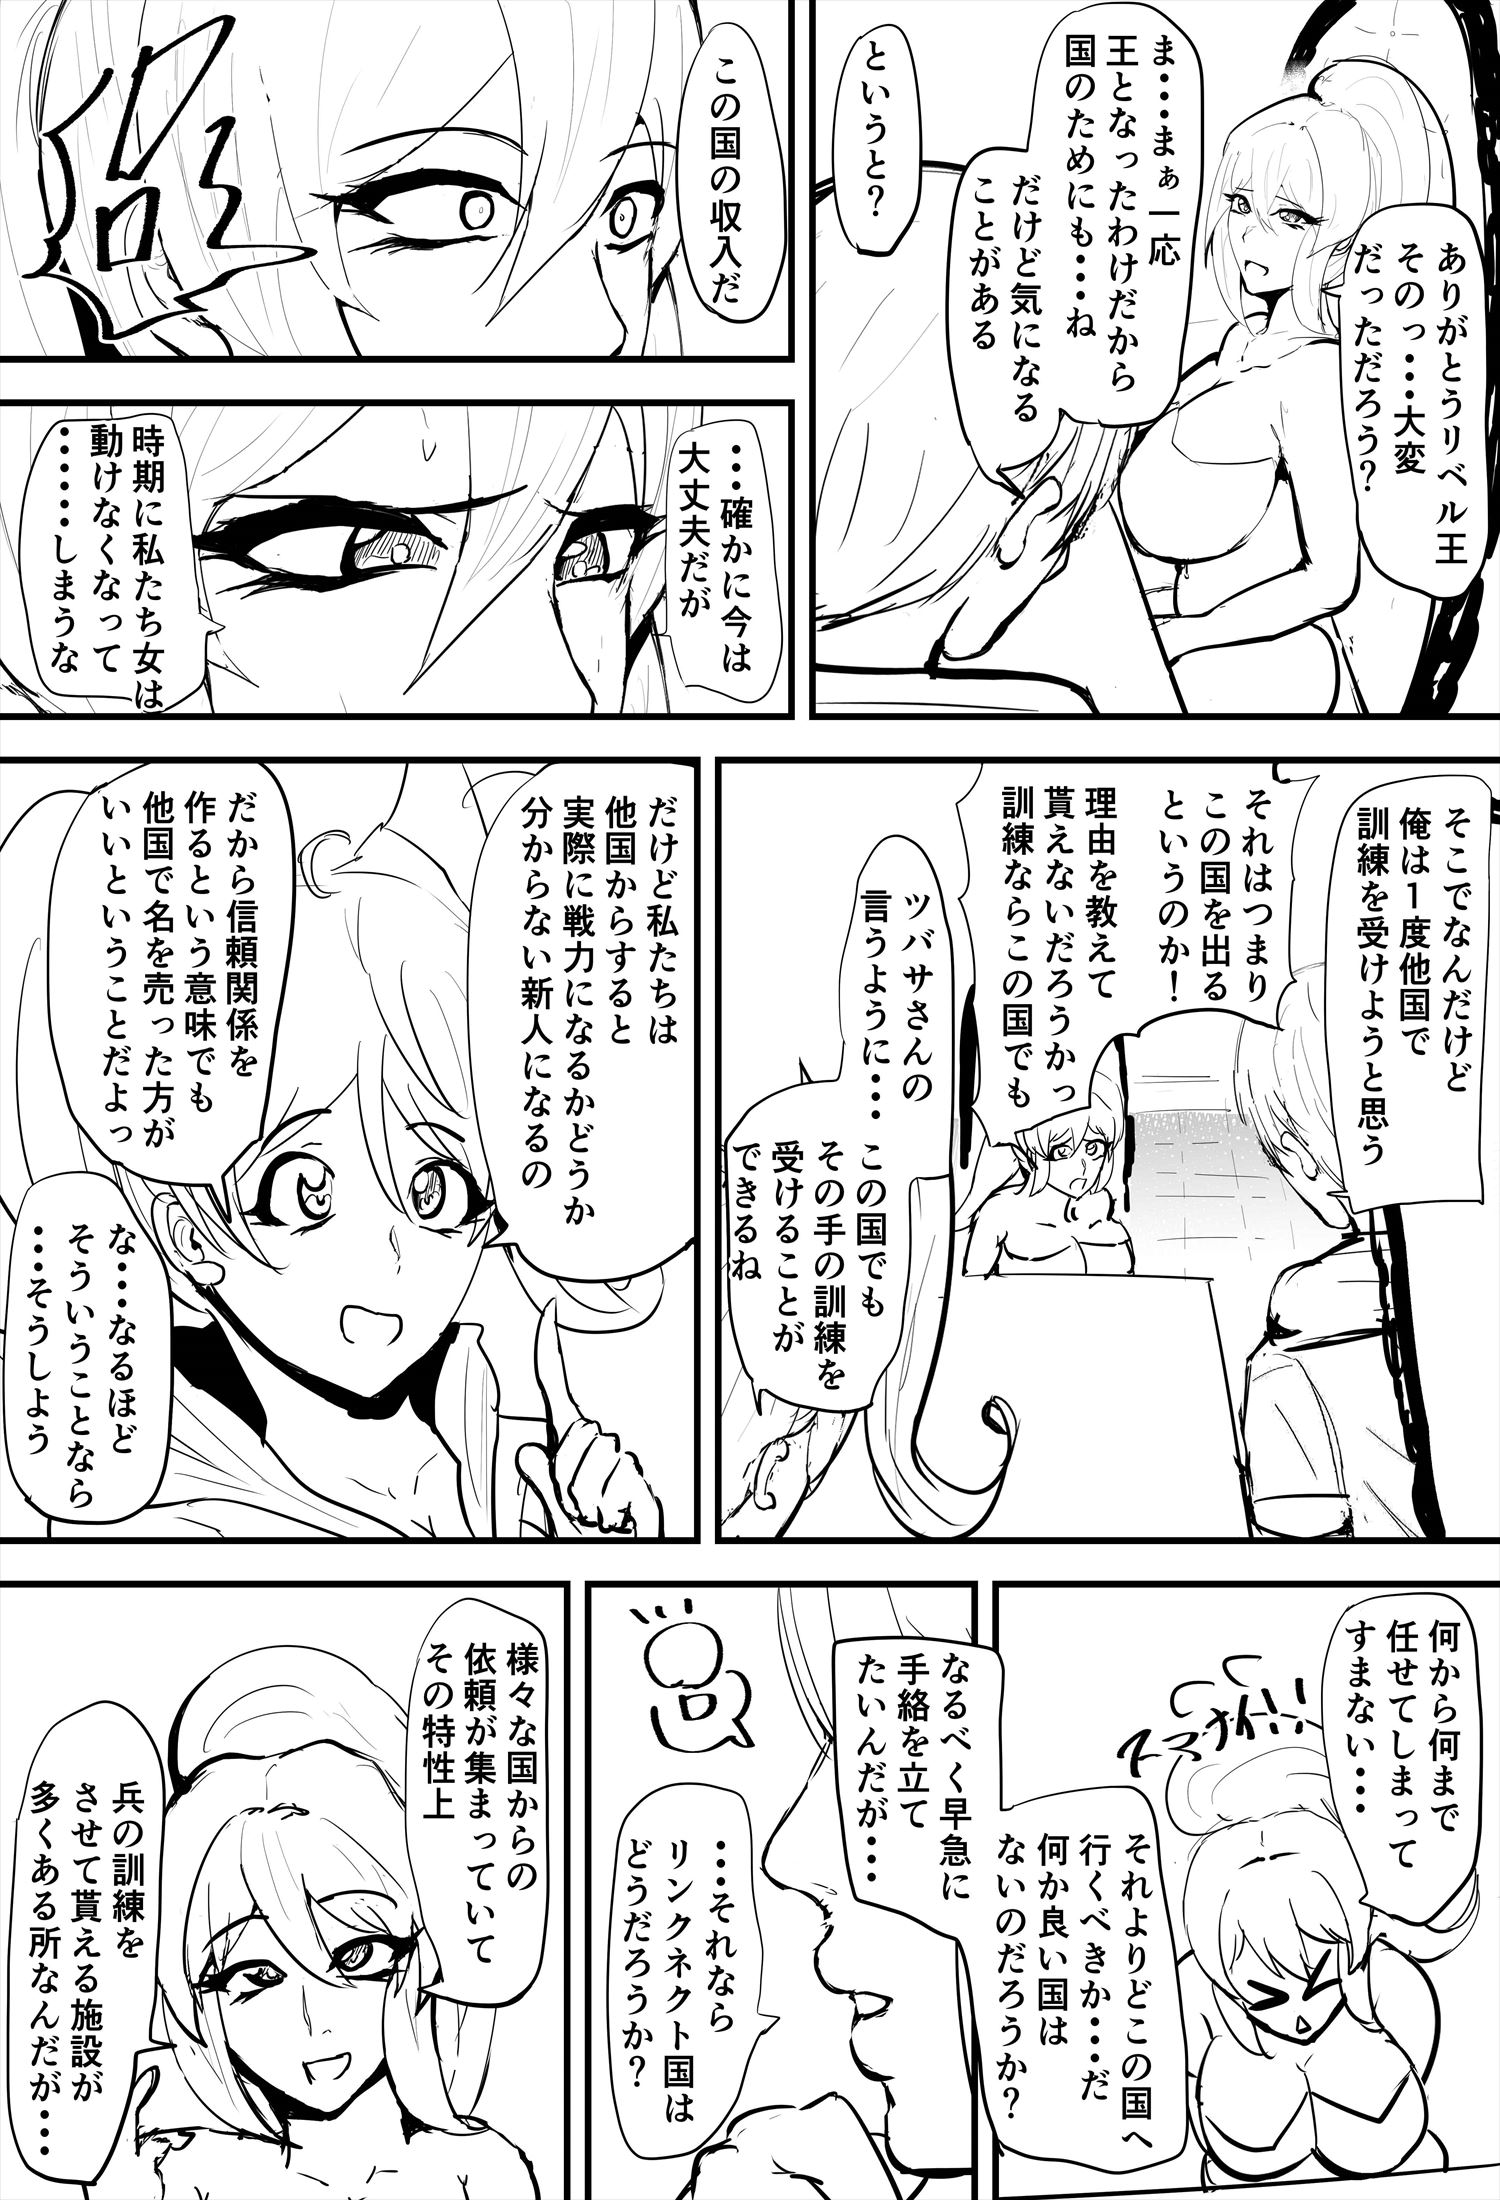 ありがとうリベル王
そのっ・・・大変
だっただろう？
ま・・・まぁ一応
王となったわけだから
国のためにも・・・ね
だけど気になる
ことがある
というと？
この国の収入だ
・・・確かに今は
大丈夫だが
時期に私たち女は
動けなくなって
・・・・・・しまうな
そこでなんだけど
俺は１度他国で
訓練を受けようと思う
それはつまり
この国を出る
というのか！
理由を教えて
貰えないだろうかっ
訓練ならこの国でも
ツバサさんの
言うように・・・
この国でも
その手の訓練を
受けることが
できるね
だけど私たちは
他国からすると
実際に戦力になるかどうか
分からない新人になるの
だから信頼関係を
作るという意味でも
他国で名を売った方が
いいということだよっ
な・・・なるほど
そういうことなら
・・・そうしよう
何から何まで
任せてしまって
すまない・・・
スマナイ!!
それよりどこの国へ
行くべきか・・・だ
何か良い国は
ないのだろうか？
なるべく早急に
手絡を立て
たいんだが・・・
・・・それなら
リンクネクト国は
どうだろうか？
様々な国からの
依頼が集まっていて
その特性上
兵の訓練を
させて貰える施設が
多くある所なんだが・・・